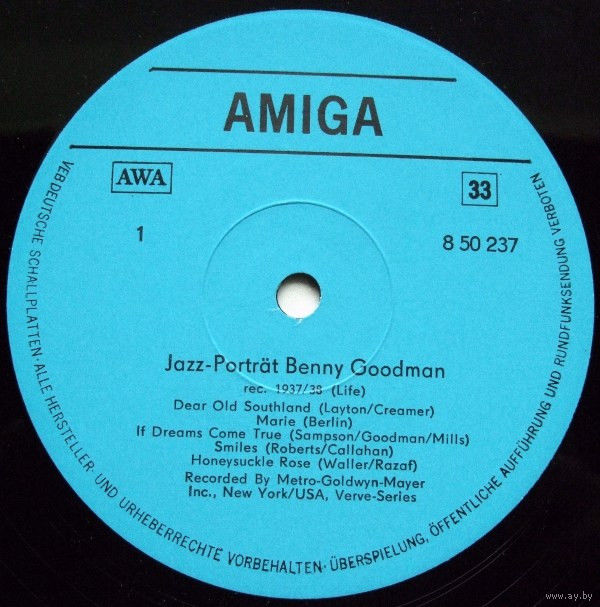 AMIGA
AWA
33
1
8 50 237
Jazz-Porträt Benny Goodman
rec. 1937/38 (Life)
Dear Old Southland (Layton/Creamer)
Marie (Berlin)
If Dreams Come True (Sampson/Goodman/Mills)
Smiles (Roberts/Callahan)
Honeysuckle Rose (Waller/Razaf)
Recorded By Metro-Goldwyn-Mayer
Inc., New York/USA, Verve-Series
VEB DEUTSCHE SCHALLPLATTEN · ALLE HERSTELLER- UND URHEBERRECHTE VORBEHALTEN · ÜBERSPIELUNG, ÖFFENTLICHE AUFFÜHRUNG UND RUNDFUNKSENDUNG VERBOTEN
www.ay.by